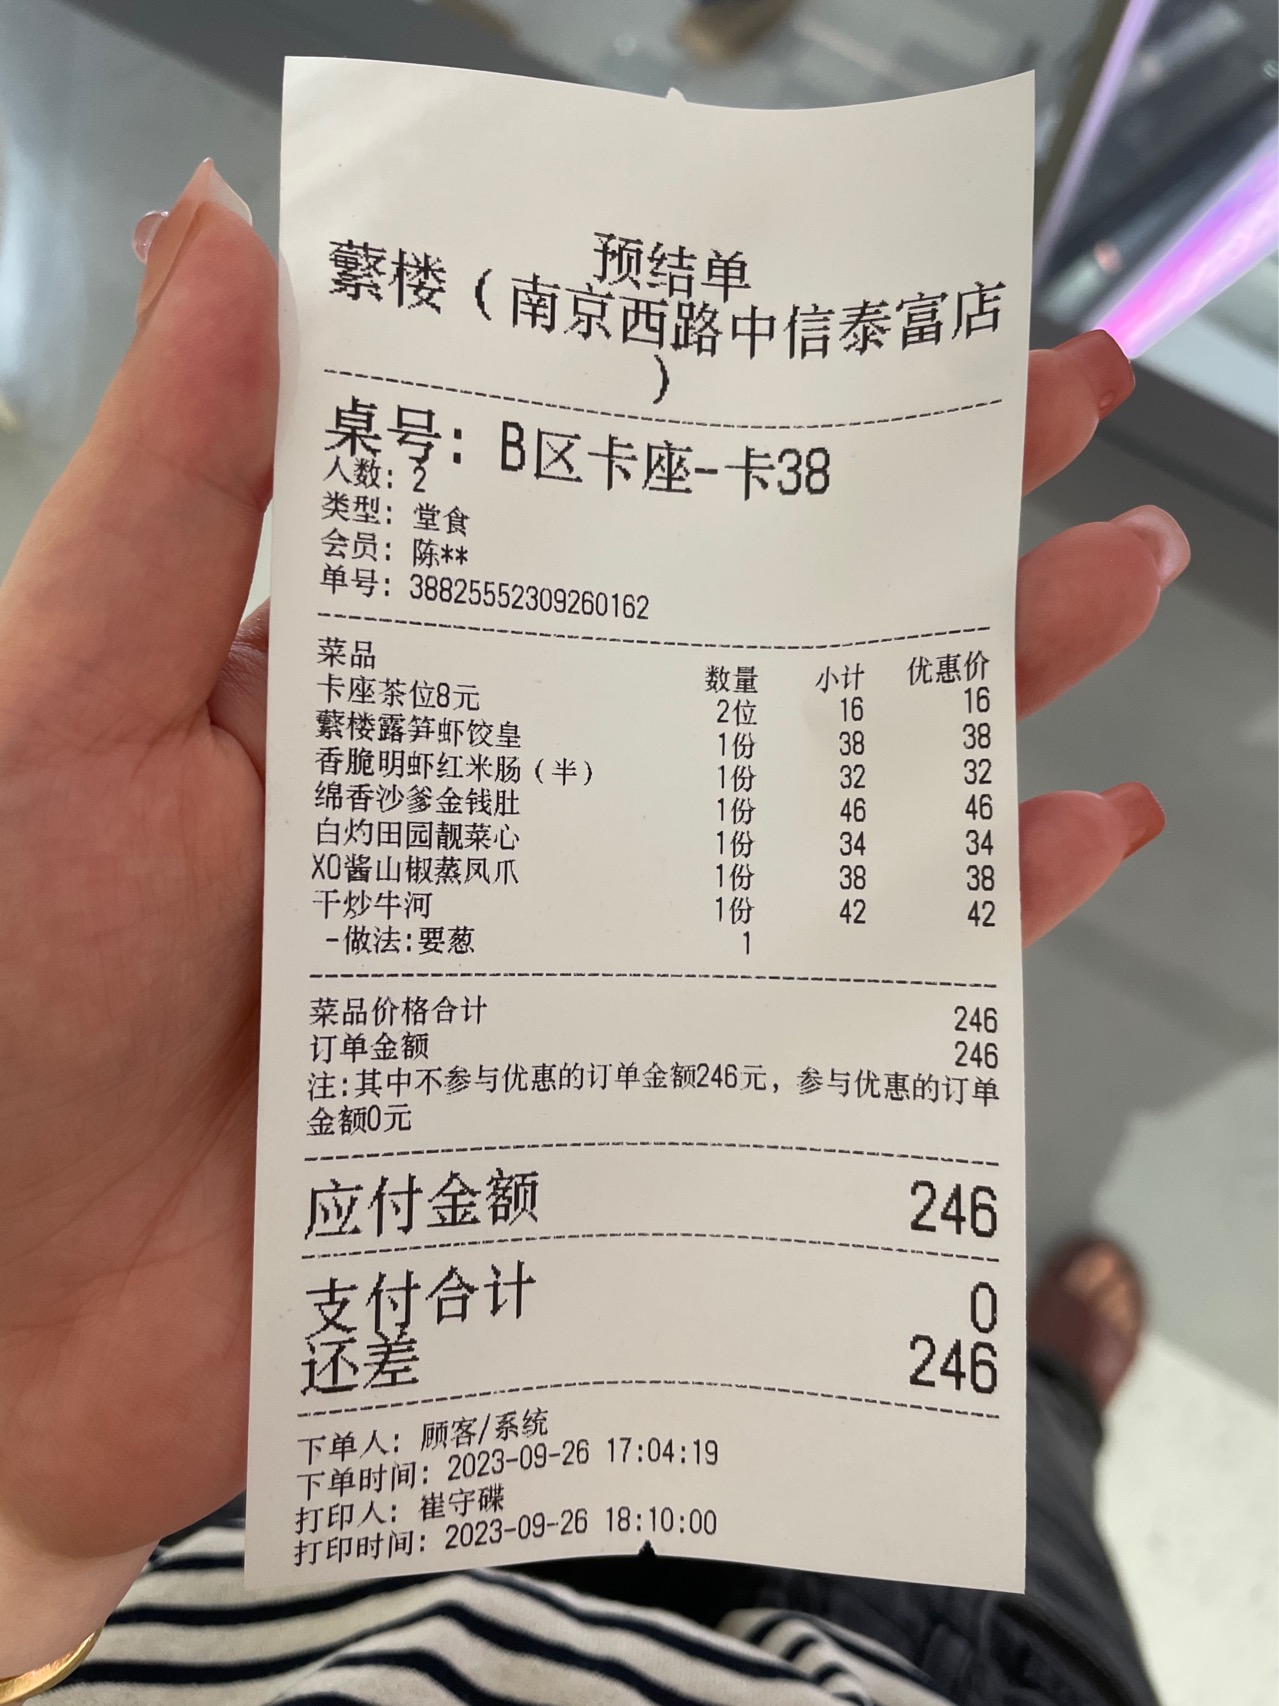 预结单
蘩楼（南京西路中信泰富店
）
桌号：B区卡座-卡38
人数：2
类型：堂食
会员：陈**
单号：38825552309260162
菜品 数量 小计 优惠价
卡座茶位8元 2位 16 16
蘩楼露笋虾饺皇 1份 38 38
香脆明虾红米肠（半） 1份 32 32
绵香沙爹金钱肚 1份 46 46
白灼田园靓菜心 1份 34 34
XO酱山椒蒸凤爪 1份 38 38
干炒牛河 1份 42 42
-做法:要葱 1
菜品价格合计 246
订单金额 246
注:其中不参与优惠的订单金额246元，参与优惠的订单
金额0元
应付金额 246
支付合计 0
还差 246
下单人：顾客/系统
下单时间：2023-09-26 17:04:19
打印人：崔守碟
打印时间：2023-09-26 18:10:00